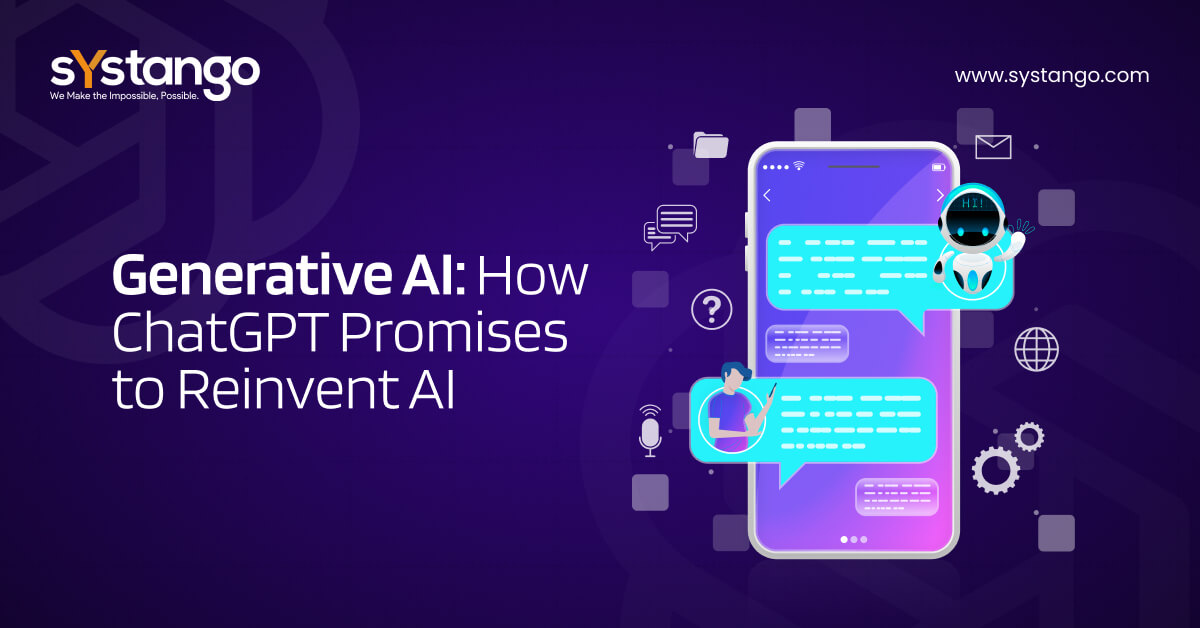 sYstango
We Make the Impossible, Possible.
www.systango.com
Generative AI: How
ChatGPT Promises
to Reinvent AI
HI!
?